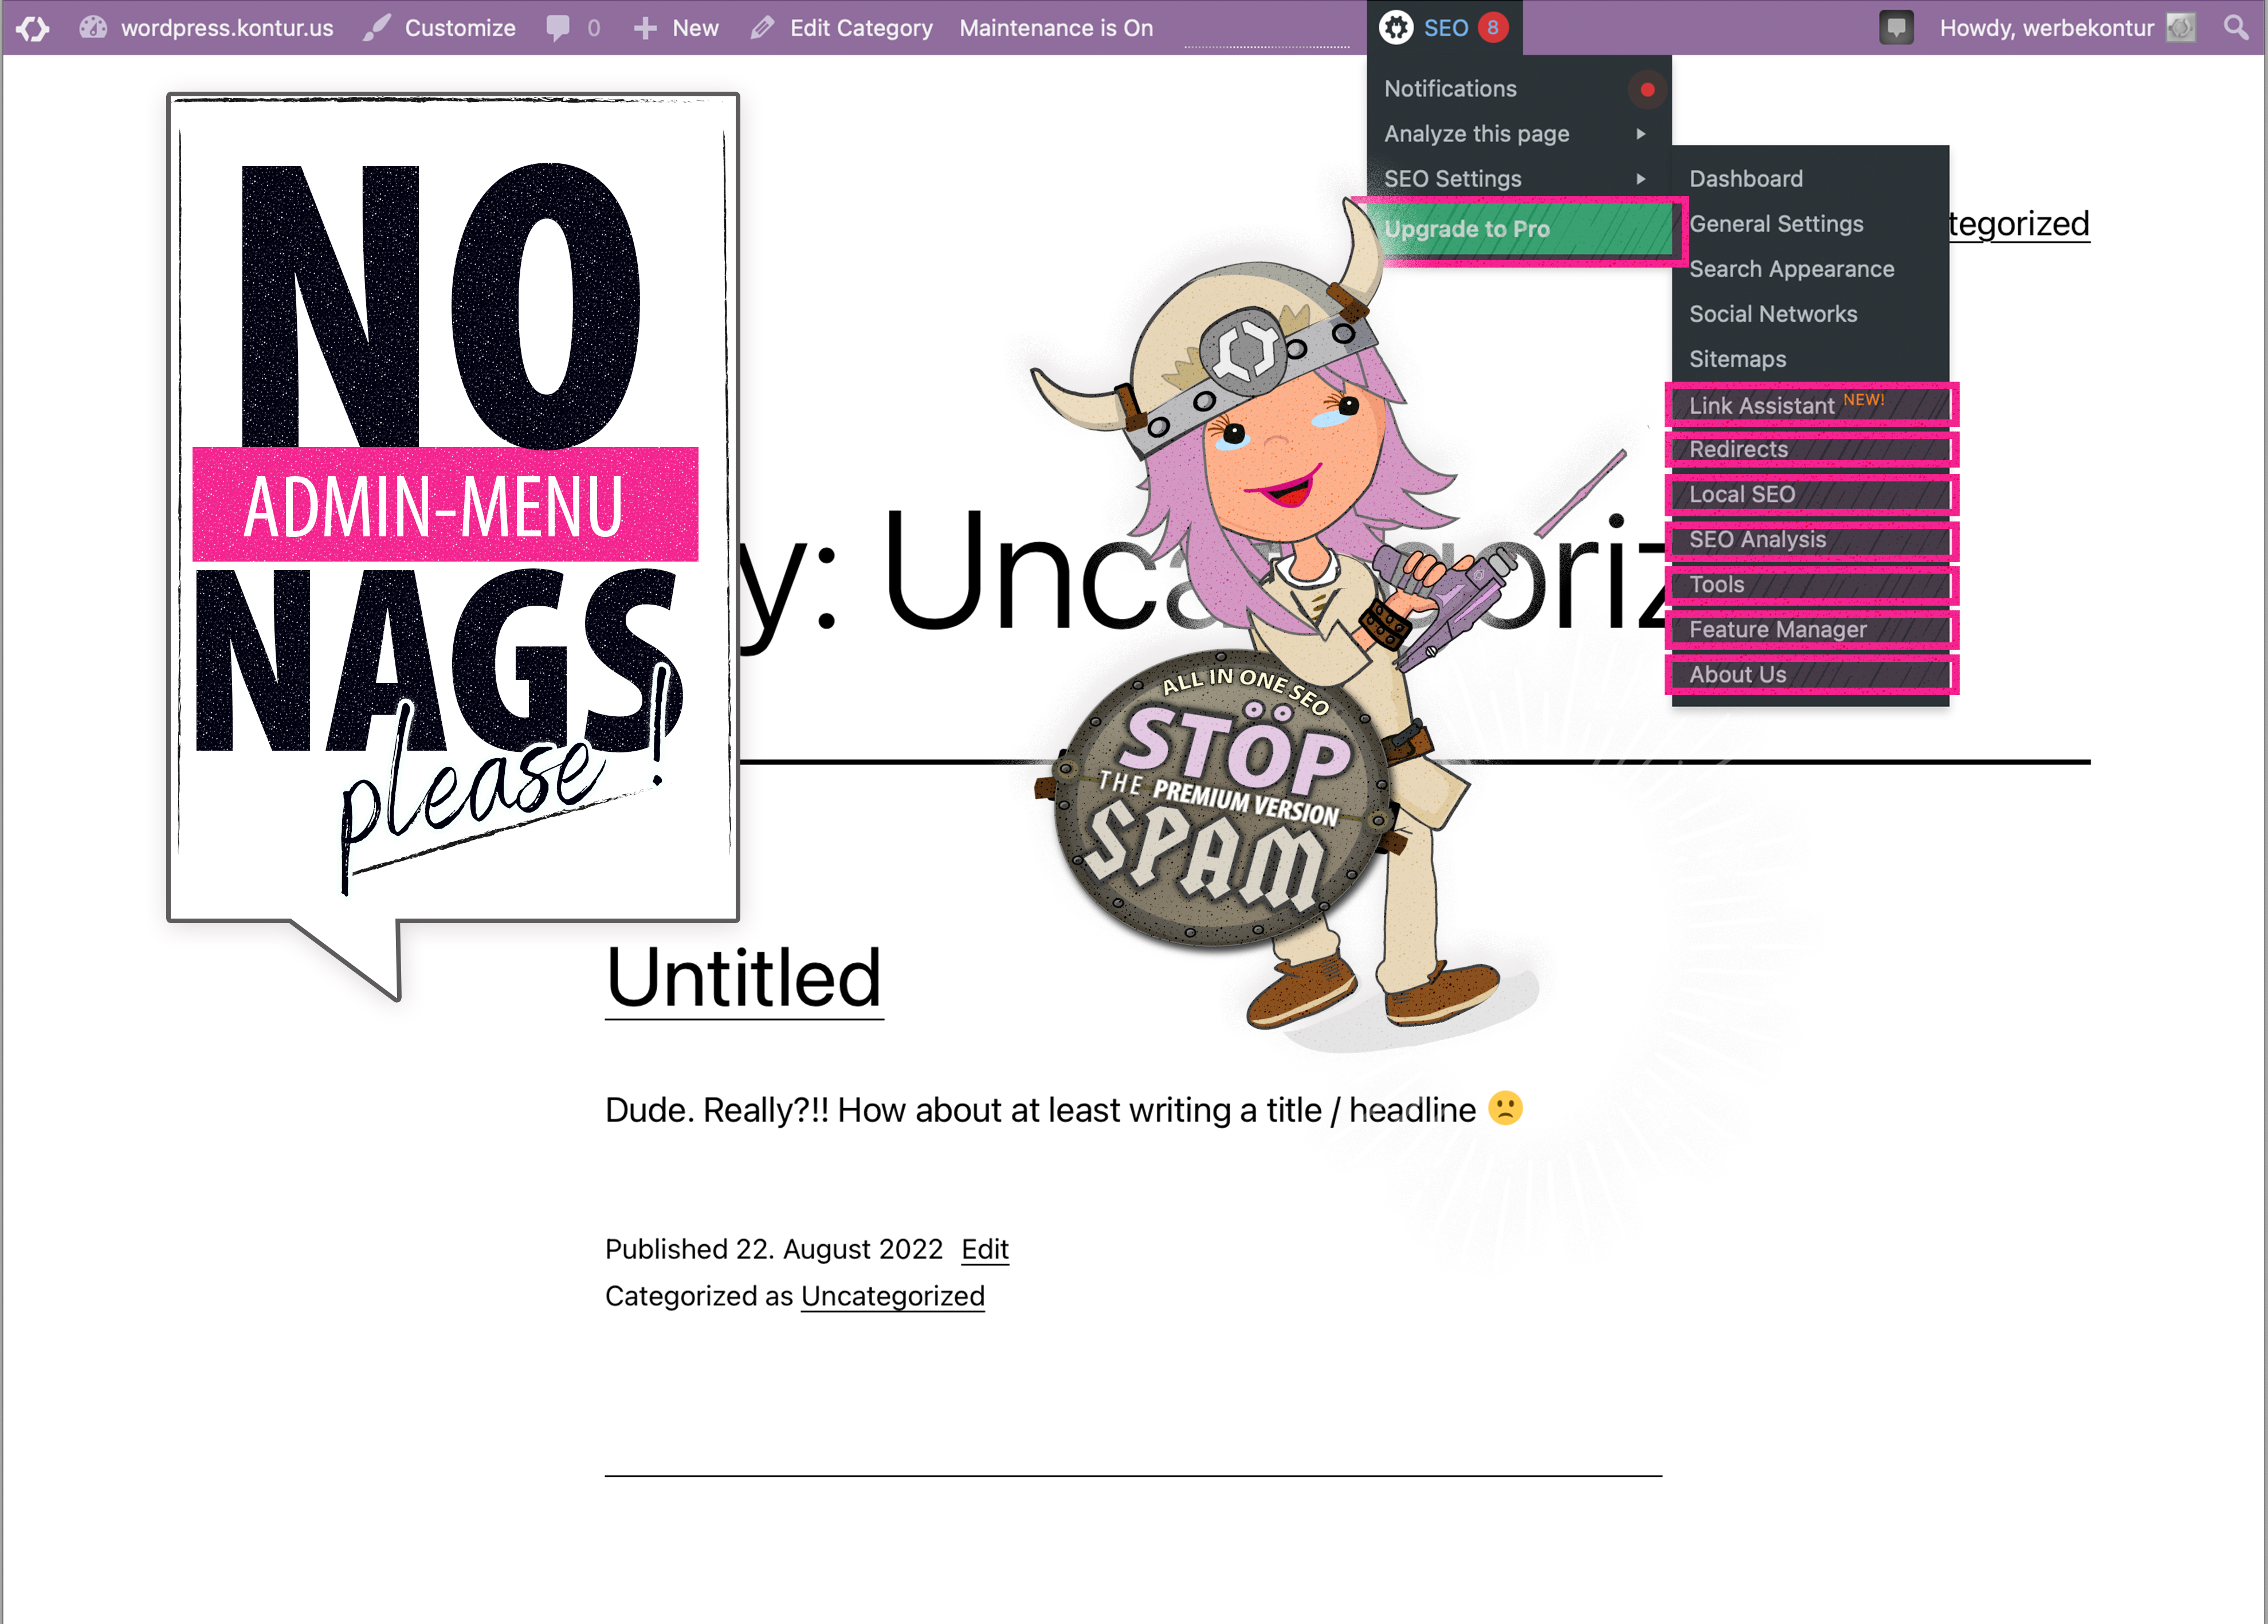 wordpress.kontur.us Customize 0 New Edit Category Maintenance is On SEO 8 Howdy, werbekontur
Notifications
Analyze this page
SEO Settings
Upgrade to Pro
Dashboard
General Settings
Search Appearance
Social Networks
Sitemaps
Link Assistant NEW!
Redirects
Local SEO
SEO Analysis
Tools
Feature Manager
About Us
tegorized
NO
ADMIN-MENU
NAGS
please!
y: Uncategoriz
ALL IN ONE SEO
STÖP
THE PREMIUM VERSION
SPAM
Untitled
Dude. Really?!! How about at least writing a title / headline 🙁
Published 22. August 2022 Edit
Categorized as Uncategorized